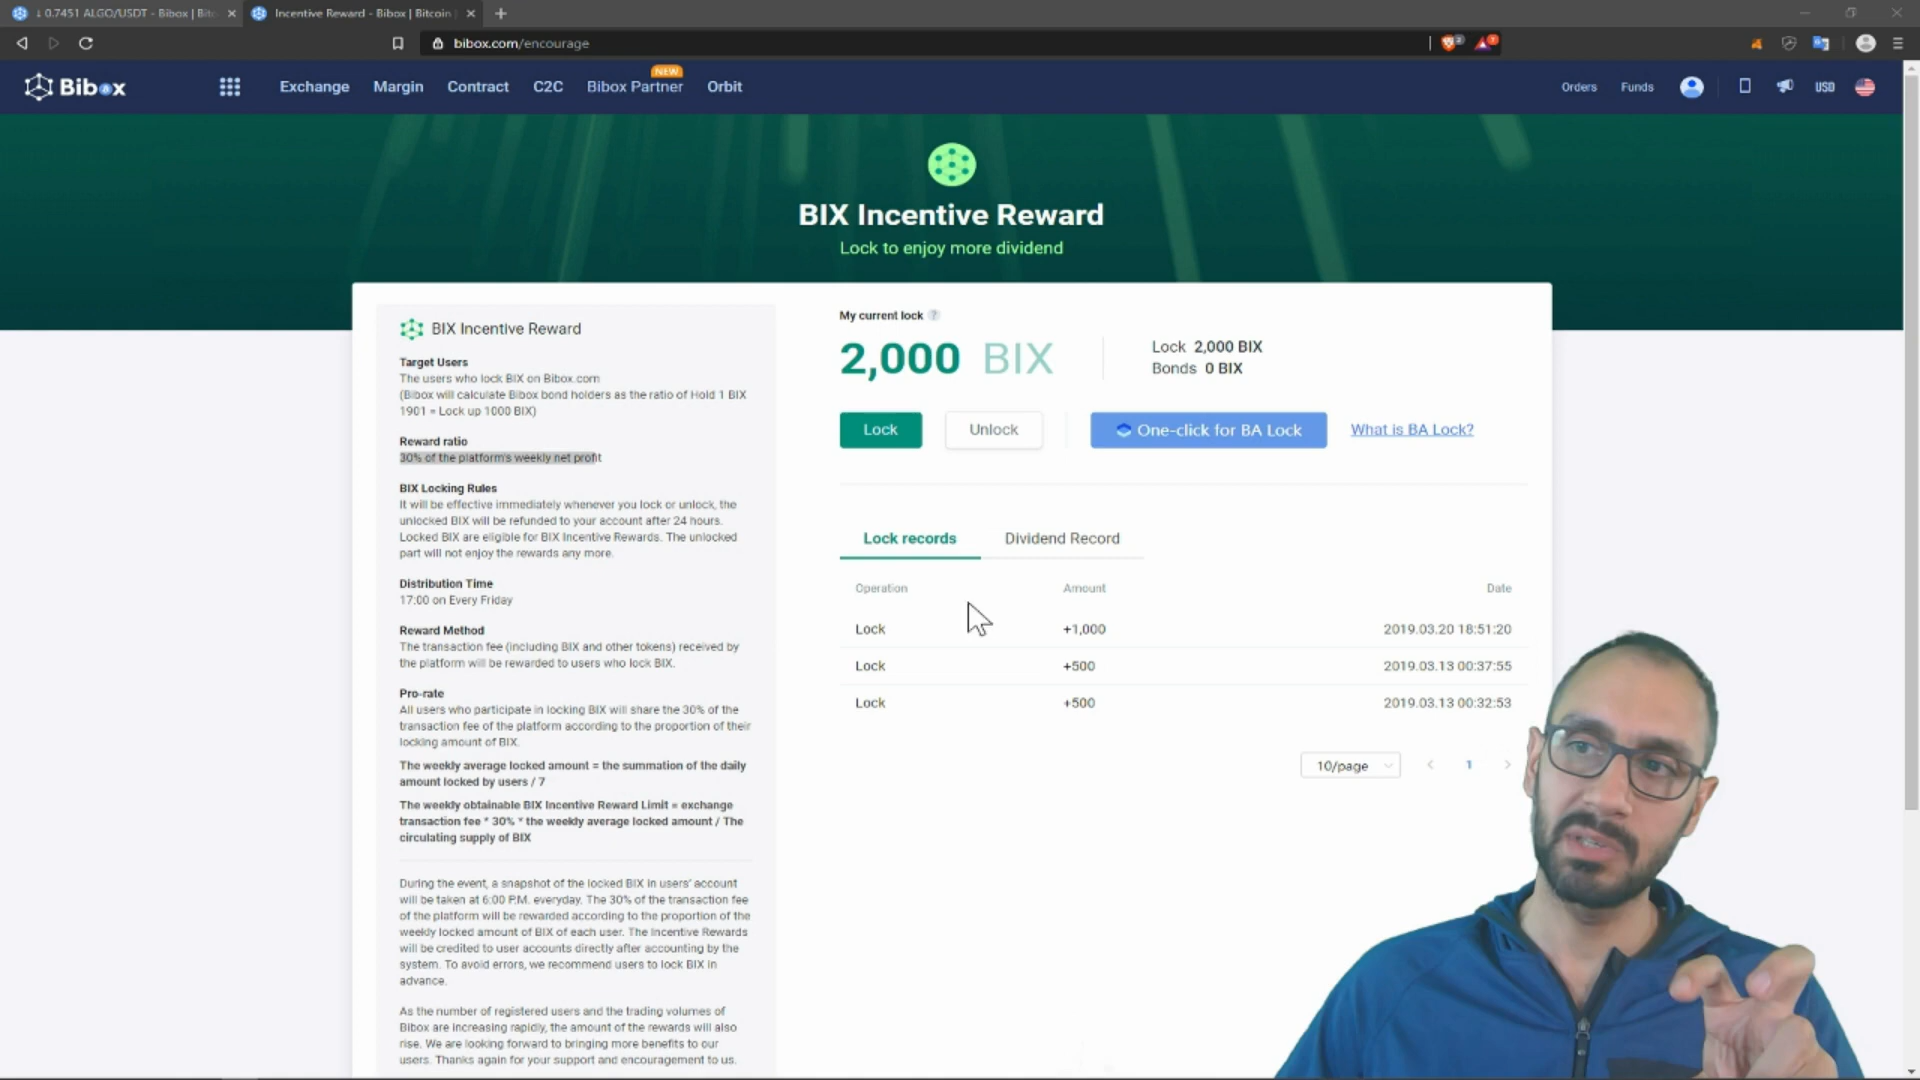 0.7451 ALGO/USDT - Bibox | Bitc
Incentive Reward - Bibox | Bitcoin
bibox.com/encourage
Bibox
Exchange
Margin
Contract
C2C
Bibox Partner
NEW
Orbit
Orders
Funds
USD
BIX Incentive Reward
Lock to enjoy more dividend
BIX Incentive Reward
Target Users
The users who lock BIX on Bibox.com
(Bibox will calculate Bibox bond holders as the ratio of Hold 1 BIX
1901 = Lock up 1000 BIX)
Reward ratio
30% of the platform's weekly net profit
BIX Locking Rules
It will be effective immediately whenever you lock or unlock, the
unlocked BIX will be refunded to your account after 24 hours.
Locked BIX are eligible for BIX Incentive Rewards. The unlocked
part will not enjoy the rewards any more.
Distribution Time
17:00 on Every Friday
Reward Method
The transaction fee (including BIX and other tokens) received by
the platform will be rewarded to users who lock BIX.
Pro-rate
All users who participate in locking BIX will share the 30% of the
transaction fee of the platform according to the proportion of their
locking amount of BIX.
The weekly average locked amount = the summation of the daily
amount locked by users / 7
The weekly obtainable BIX Incentive Reward Limit = exchange
transaction fee * 30% * the weekly average locked amount / The
circulating supply of BIX
During the event, a snapshot of the locked BIX in users' account
will be taken at 6:00 P.M. everyday. The 30% of the transaction fee
of the platform will be rewarded according to the proportion of the
weekly locked amount of BIX of each user. The Incentive Rewards
will be credited to user accounts directly after accounting by the
system. To avoid errors, we recommend users to lock BIX in
advance.
As the number of registered users and the trading volumes of
Bibox are increasing rapidly, the amount of the rewards will also
rise. We are looking forward to bringing more benefits to our
users. Thanks again for your support and encouragement to us.
My current lock ?
2,000 BIX
Lock 2,000 BIX
Bonds 0 BIX
Lock
Unlock
One-click for BA Lock
What is BA Lock?
Lock records
Dividend Record
Operation Amount Date
Lock +1,000 2019.03.20 18:51:20
Lock +500 2019.03.13 00:37:55
Lock +500 2019.03.13 00:32:53
10/page < 1 >